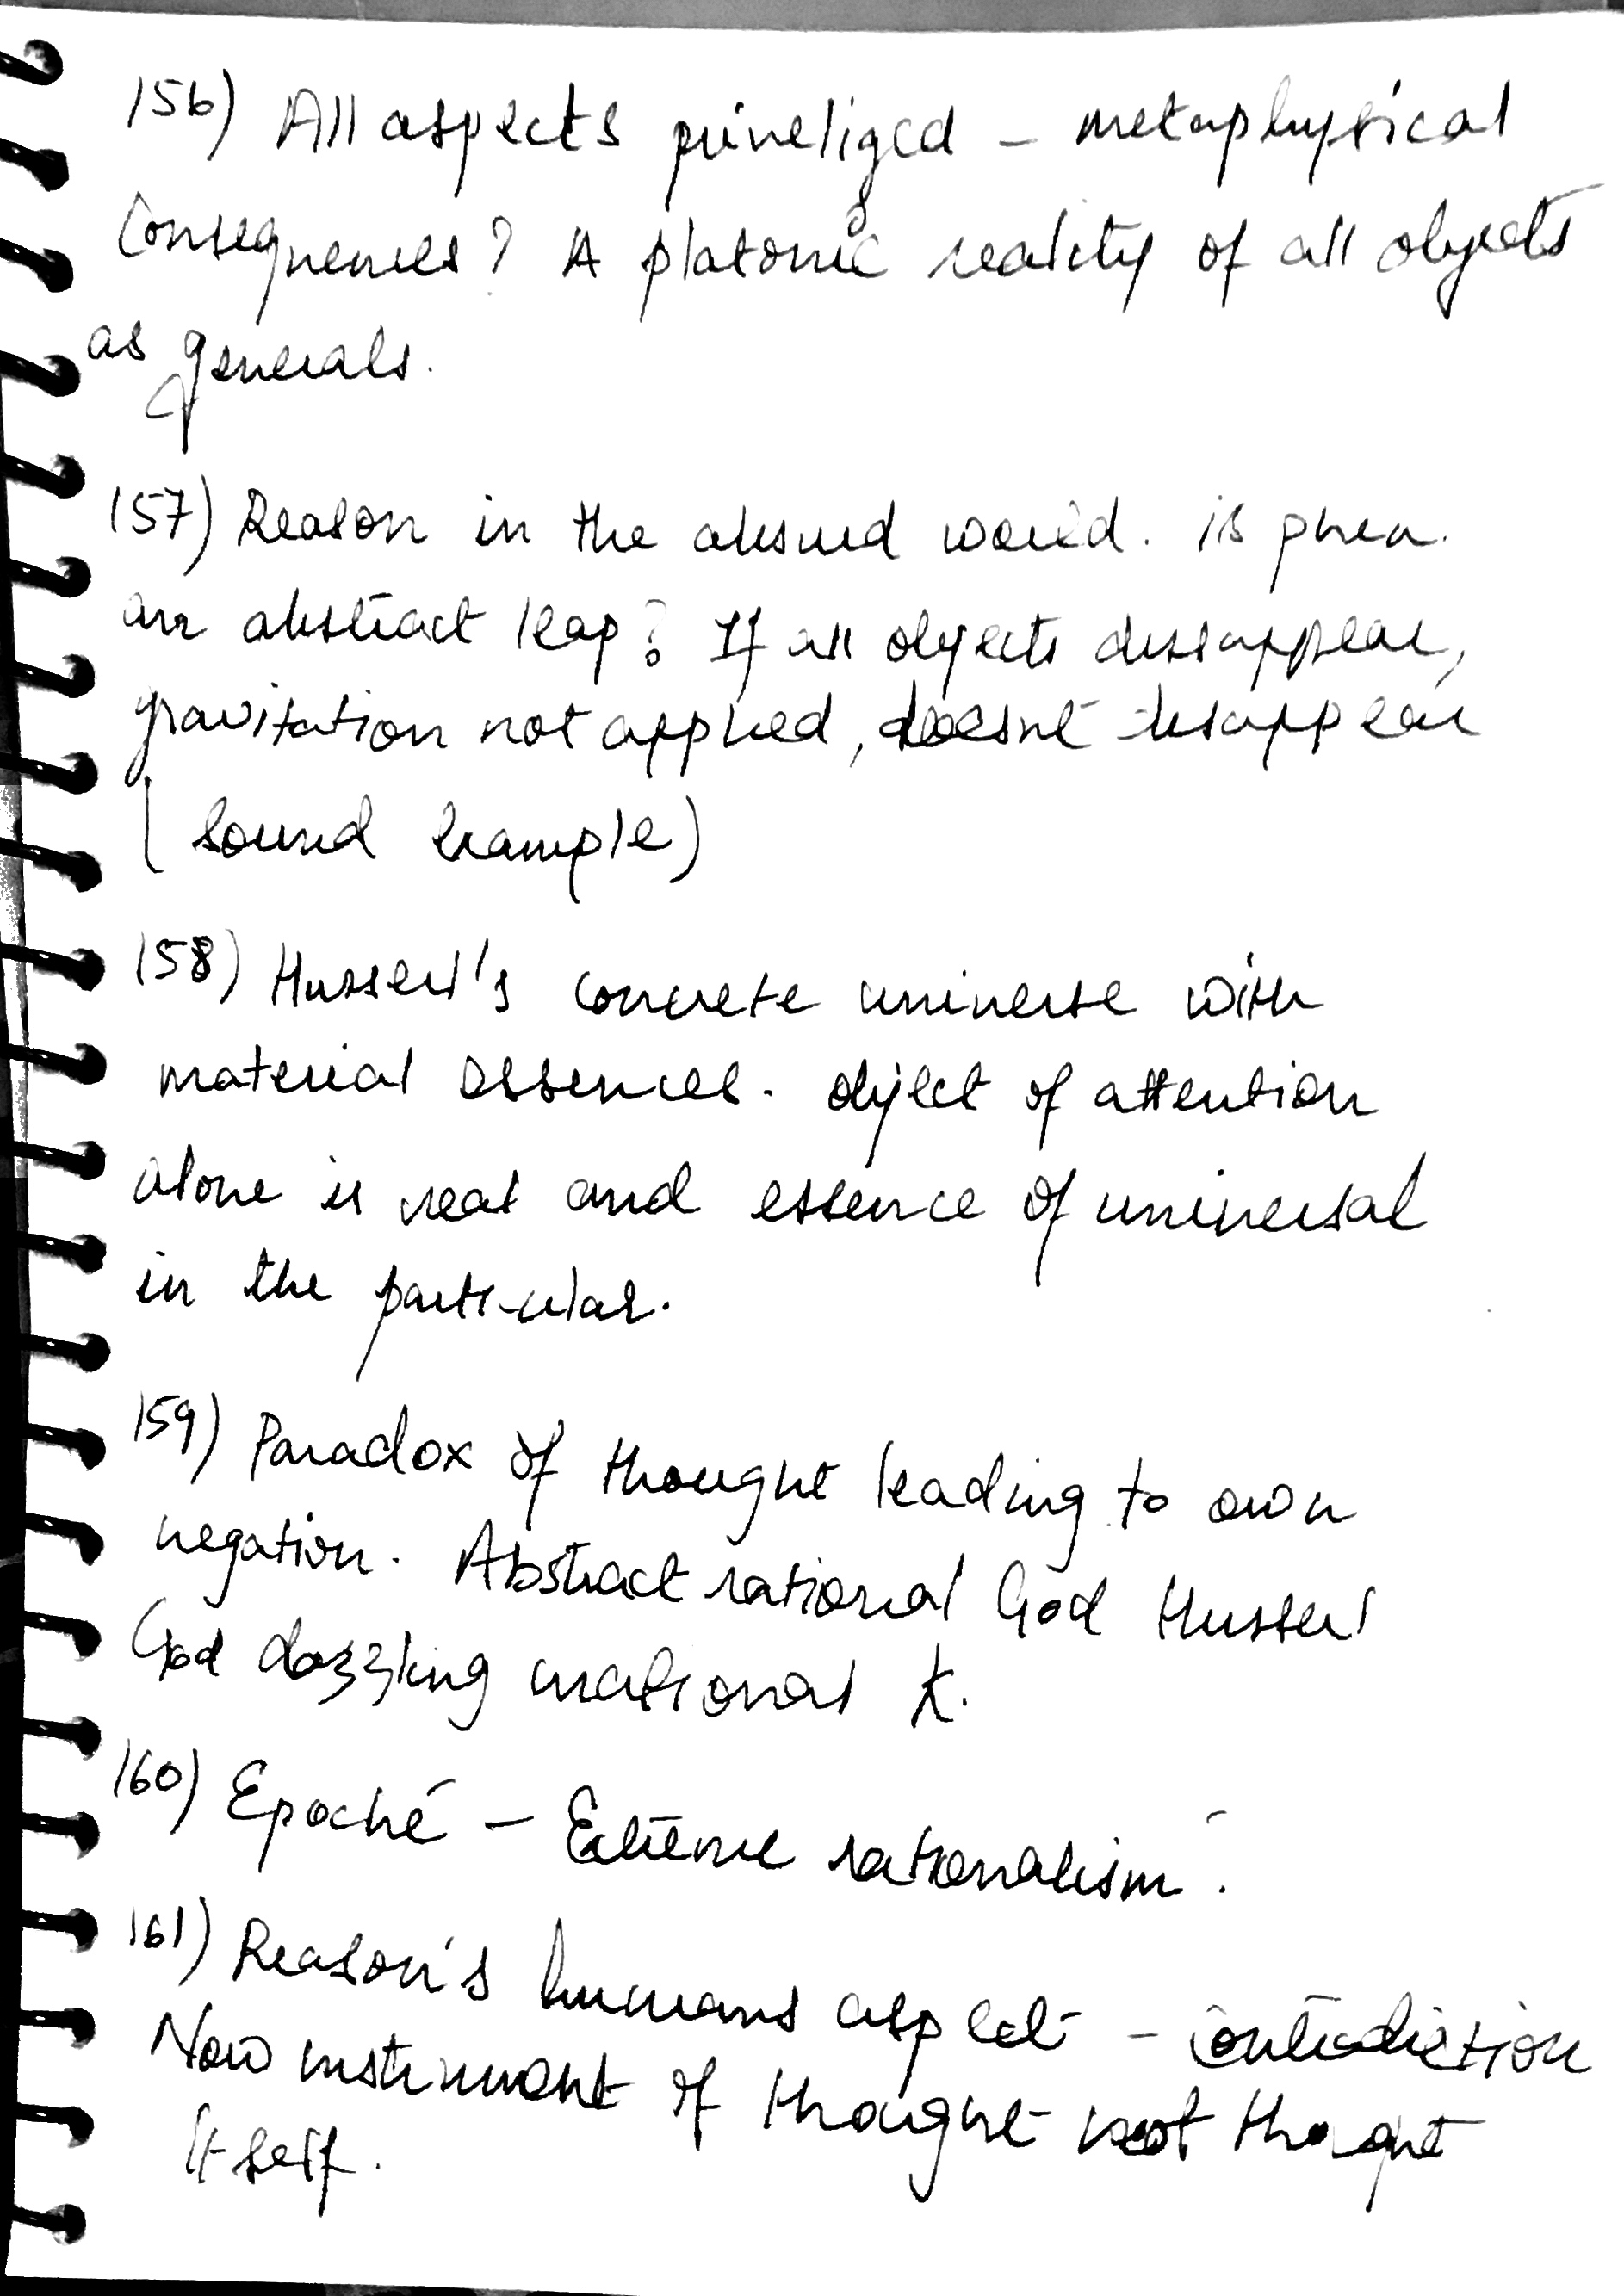 156) All aspects priveliged – metaphysical
Consequences? A platonic reality of all objects
as generals.
157) Reason in the absurd world. is phen.
an abstract leap? If all objects dissappear,
gravitation not applied, doesnt disappear
(sound example)
158) Husserl's concrete universe with
material essences. object of attention
alone is real and essence of universal
in the particular.
159) Paradox of thought leading to own
negation. Abstract rational God Husserl
God dazzling irrational K.
160) Epoché – Extreme rationalism.
161) Reason's humans aspect – contradiction
Now instrument of thought not thought
itself.